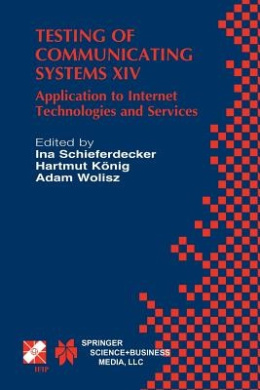 TESTING OF
COMMUNICATING
SYSTEMS XIV
Application to Internet
Technologies and Services
Edited by
Ina Schieferdecker
Hartmut König
Adam Wolisz
IFIP
SPRINGER
SCIENCE+BUSINESS
MEDIA, LLC